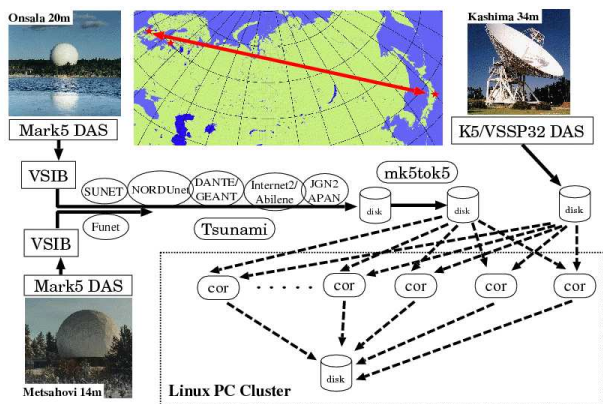 Onsala 20m
Kashima 34m
Mark5 DAS
K5/VSSP32 DAS
VSIB
mk5tok5
SUNET
NORDUnet
DANTE/
GEANT
Internet2/
Abilene
JGN2
APAN
disk
disk
disk
Funet
Tsunami
VSIB
Mark5 DAS
cor
cor
cor
cor
cor
disk
Metsahovi 14m
Linux PC Cluster